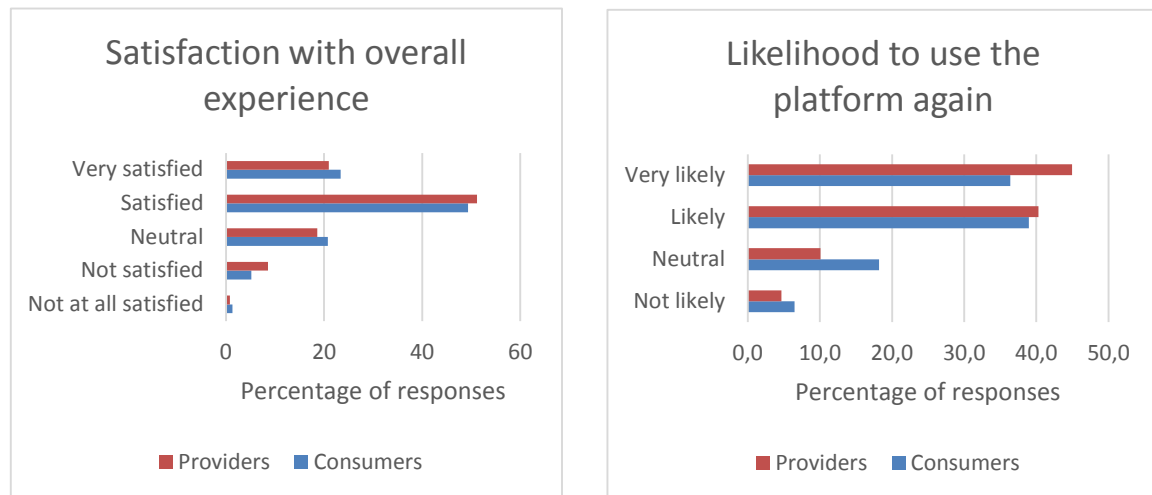 Satisfaction with overall
experience
Very satisfied
Satisfied
Neutral
Not satisfied
Not at all satisfied
0 20 40 60
Percentage of responses
Providers Consumers
Likelihood to use the
platform again
Very likely
Likely
Neutral
Not likely
0,0 10,0 20,0 30,0 40,0 50,0
Percentage of responses
Providers Consumers